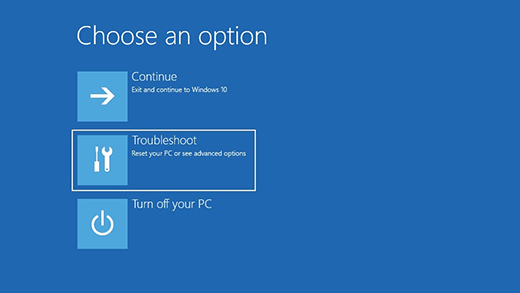 Choose an option
Continue
Exit and continue to Windows 10
Troubleshoot
Reset your PC or see advanced options
Turn off your PC